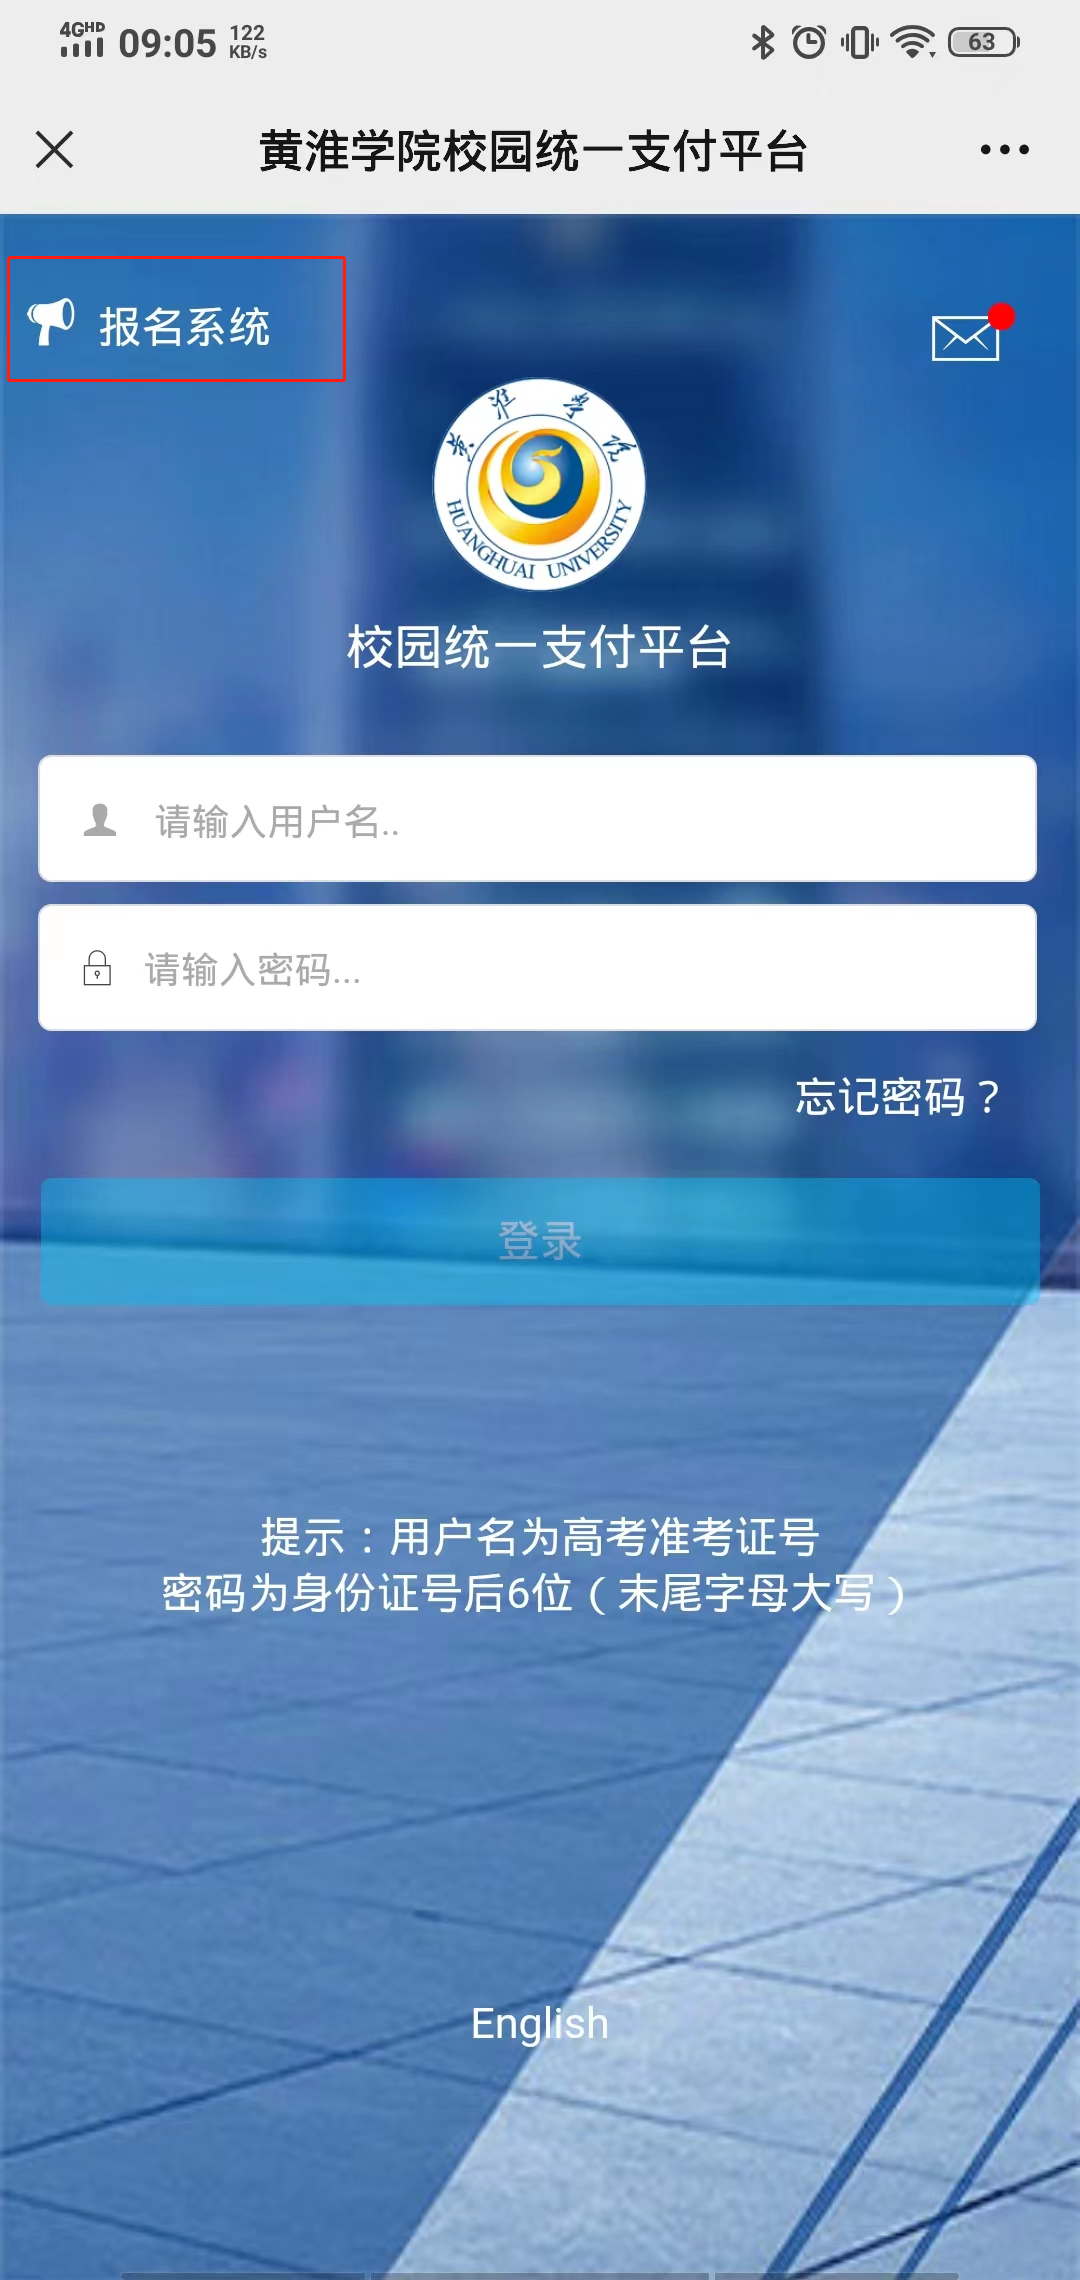 4GHD 09:05 122 KB/s 63
黄淮学院校园统一支付平台
报名系统
黄淮学院
HUANGHUAI UNIVERSITY
校园统一支付平台
请输入用户名..
请输入密码...
忘记密码？
登录
提示：用户名为高考准考证号
密码为身份证号后6位（末尾字母大写）
English